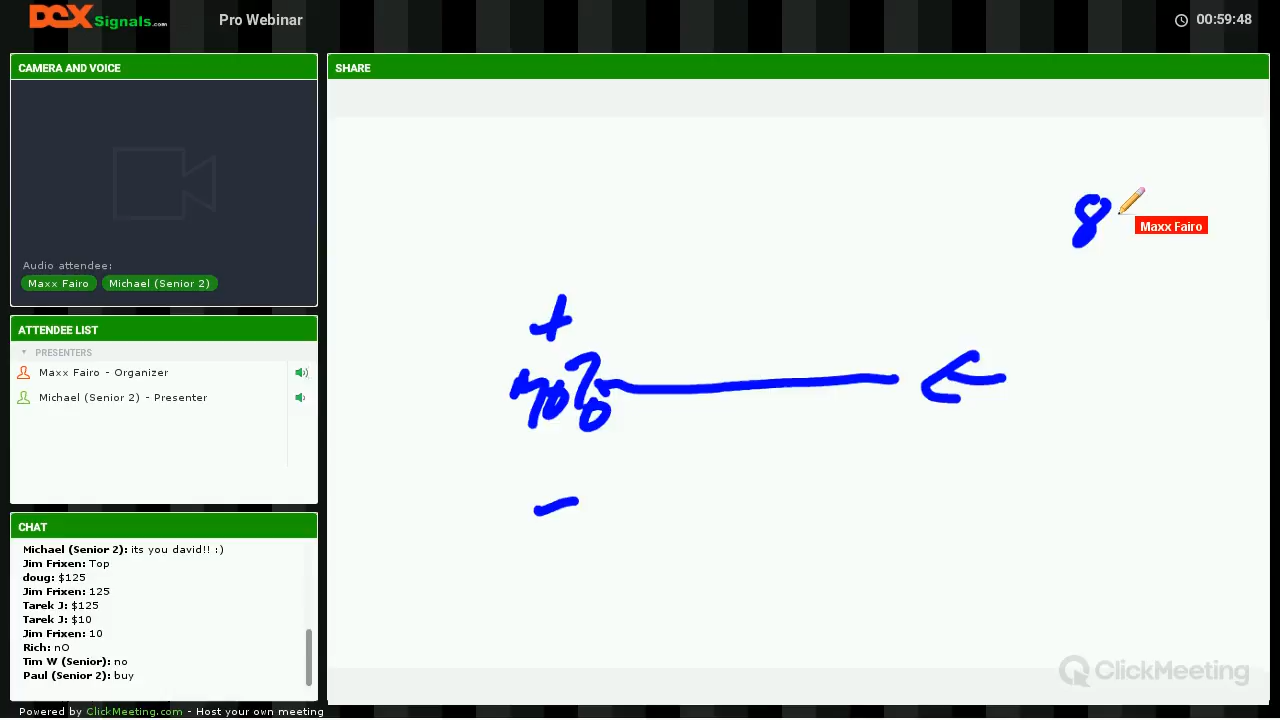 DCXSignals.com
Pro Webinar
00:59:48
CAMERA AND VOICE
Audio attendee:
Maxx Fairo
Michael (Senior 2)
ATTENDEE LIST
PRESENTERS
Maxx Fairo - Organizer
Michael (Senior 2) - Presenter
CHAT
Michael (Senior 2): its you david!! :)
Jim Frixen: Top
doug: $125
Jim Frixen: 125
Tarek J: $125
Tarek J: $10
Jim Frixen: 10
Rich: nO
Tim W (Senior): no
Paul (Senior 2): buy
Powered by ClickMeeting.com - Host your own meeting
SHARE
8
Maxx Fairo
+
-
ClickMeeting